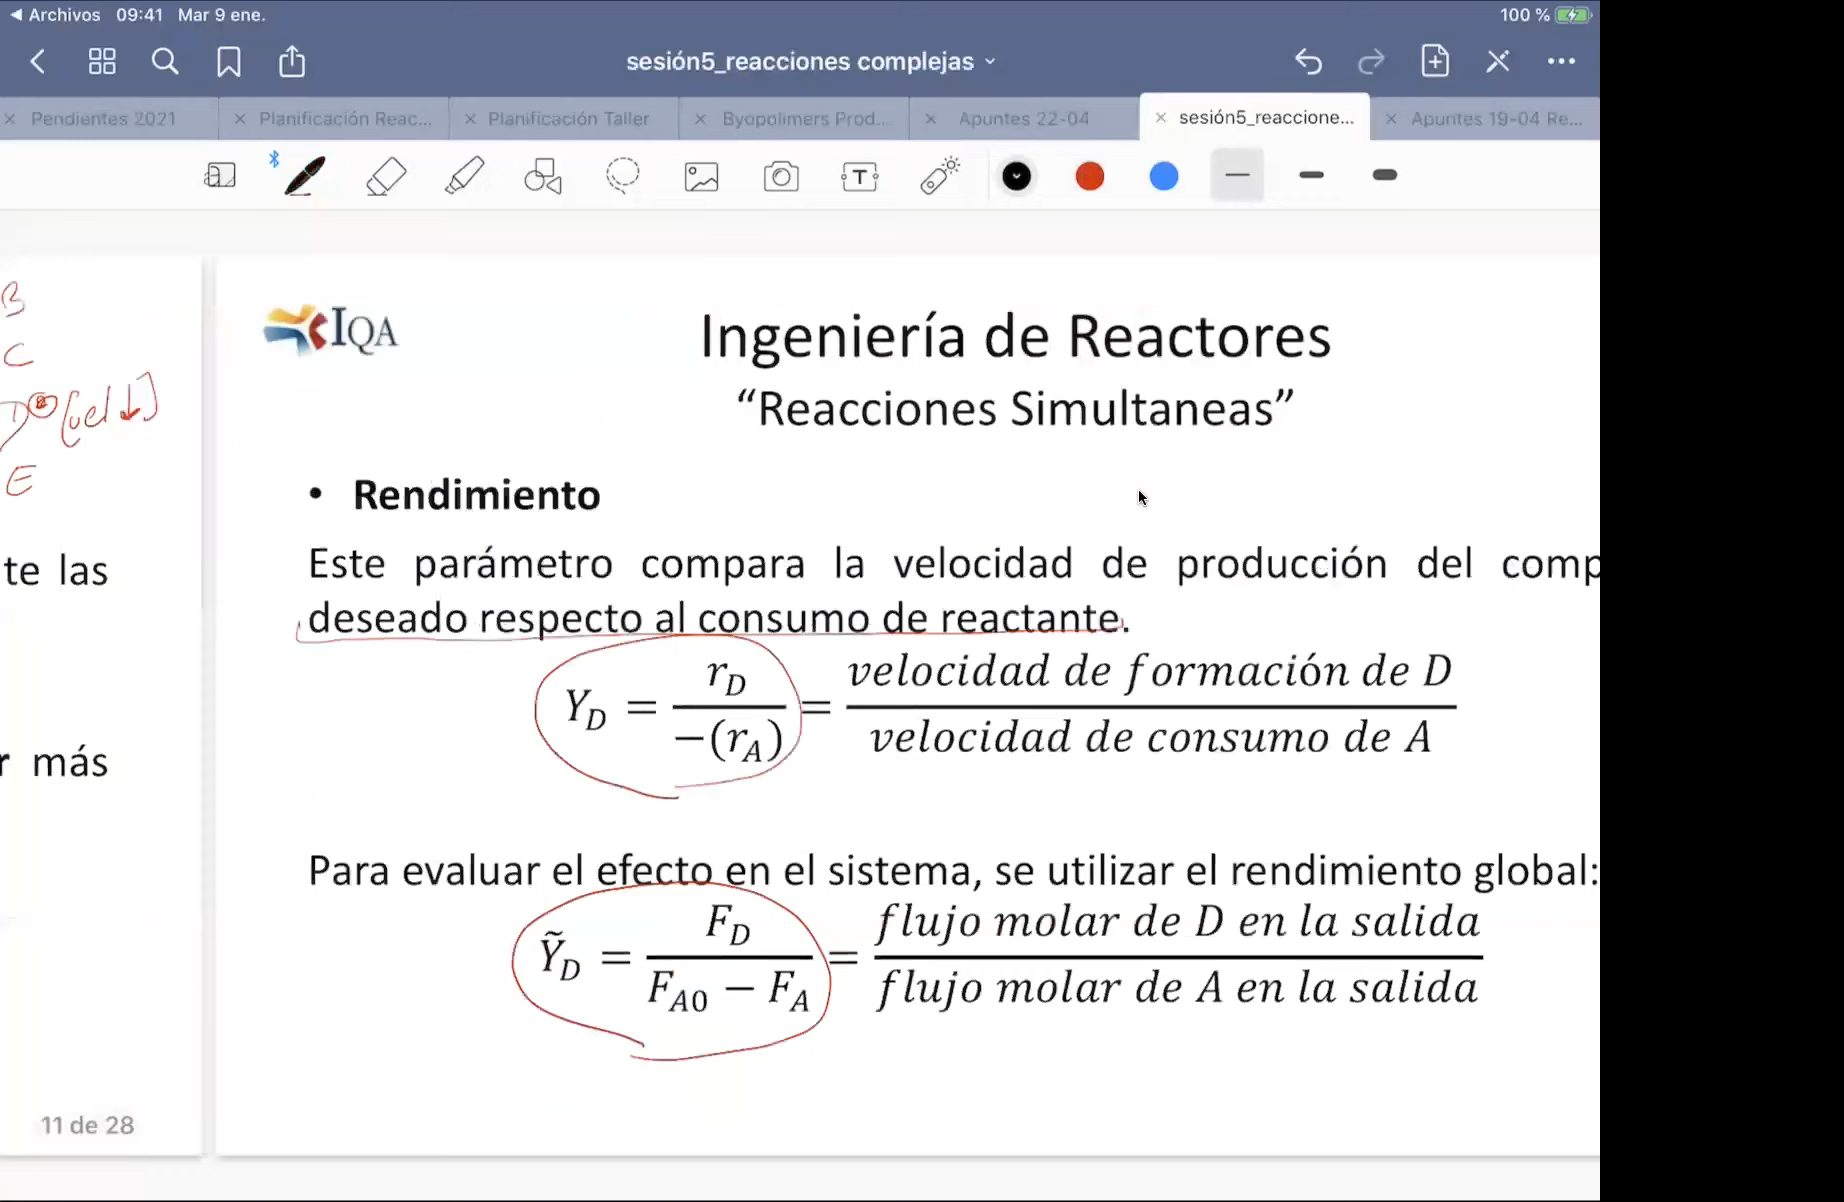 Archivos 09:41 Mar 9 ene. 100 %
sesión5_reacciones complejas
Pendientes 2021 Planificación Reac... Planificación Taller Byopolimers Prod... Apuntes 22-04 sesión5_reaccione... Apuntes 19-04 Re...
B
C
D [vel ↓]
E
te las
r más
11 de 28
IQA
Ingeniería de Reactores
“Reacciones Simultaneas”
• Rendimiento
Este parámetro compara la velocidad de producción del comp
deseado respecto al consumo de reactante.
Y_D = r_D / −(r_A) = velocidad de formación de D / velocidad de consumo de A
Para evaluar el efecto en el sistema, se utilizar el rendimiento global:
Ỹ_D = F_D / F_A0 − F_A = flujo molar de D en la salida / flujo molar de A en la salida